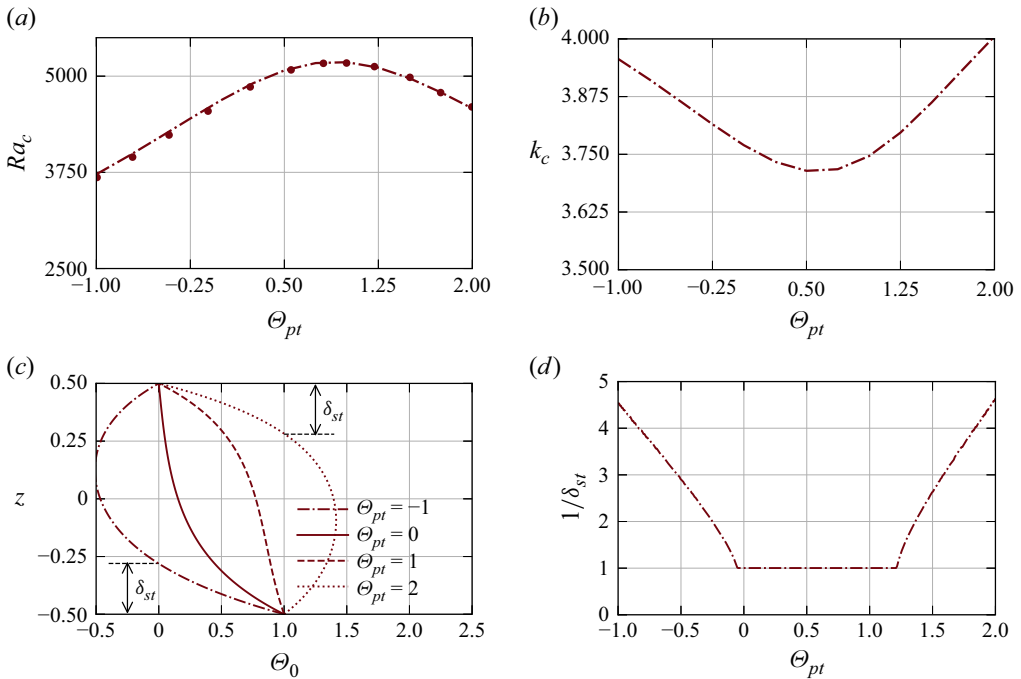 (a)
5000
3750
2500
Ra_c
−1.00 −0.25 0.50 1.25 2.00
Θ_pt
(b)
4.000
3.875
3.750
3.625
3.500
k_c
−1.00 −0.25 0.50 1.25 2.00
Θ_pt
(c)
0.50
0.25
0
−0.25
−0.50
z
δ_st
δ_st
Θ_pt = −1
Θ_pt = 0
Θ_pt = 1
Θ_pt = 2
−0.5 0 0.5 1.0 1.5 2.0 2.5
Θ_0
(d)
5
4
3
2
1
0
1/δ_st
−1.0 −0.5 0 0.5 1.0 1.5 2.0
Θ_pt